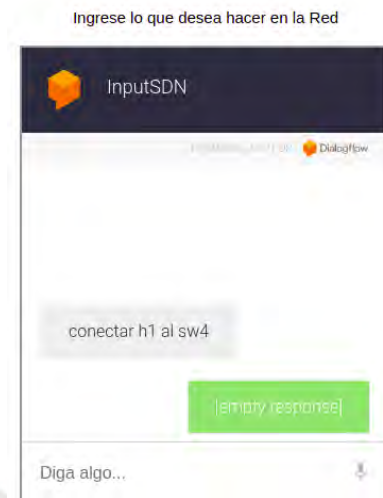 Ingrese lo que desea hacer en la Red
InputSDN
Dialogflow
conectar h1 al sw4
[empty response]
Diga algo...